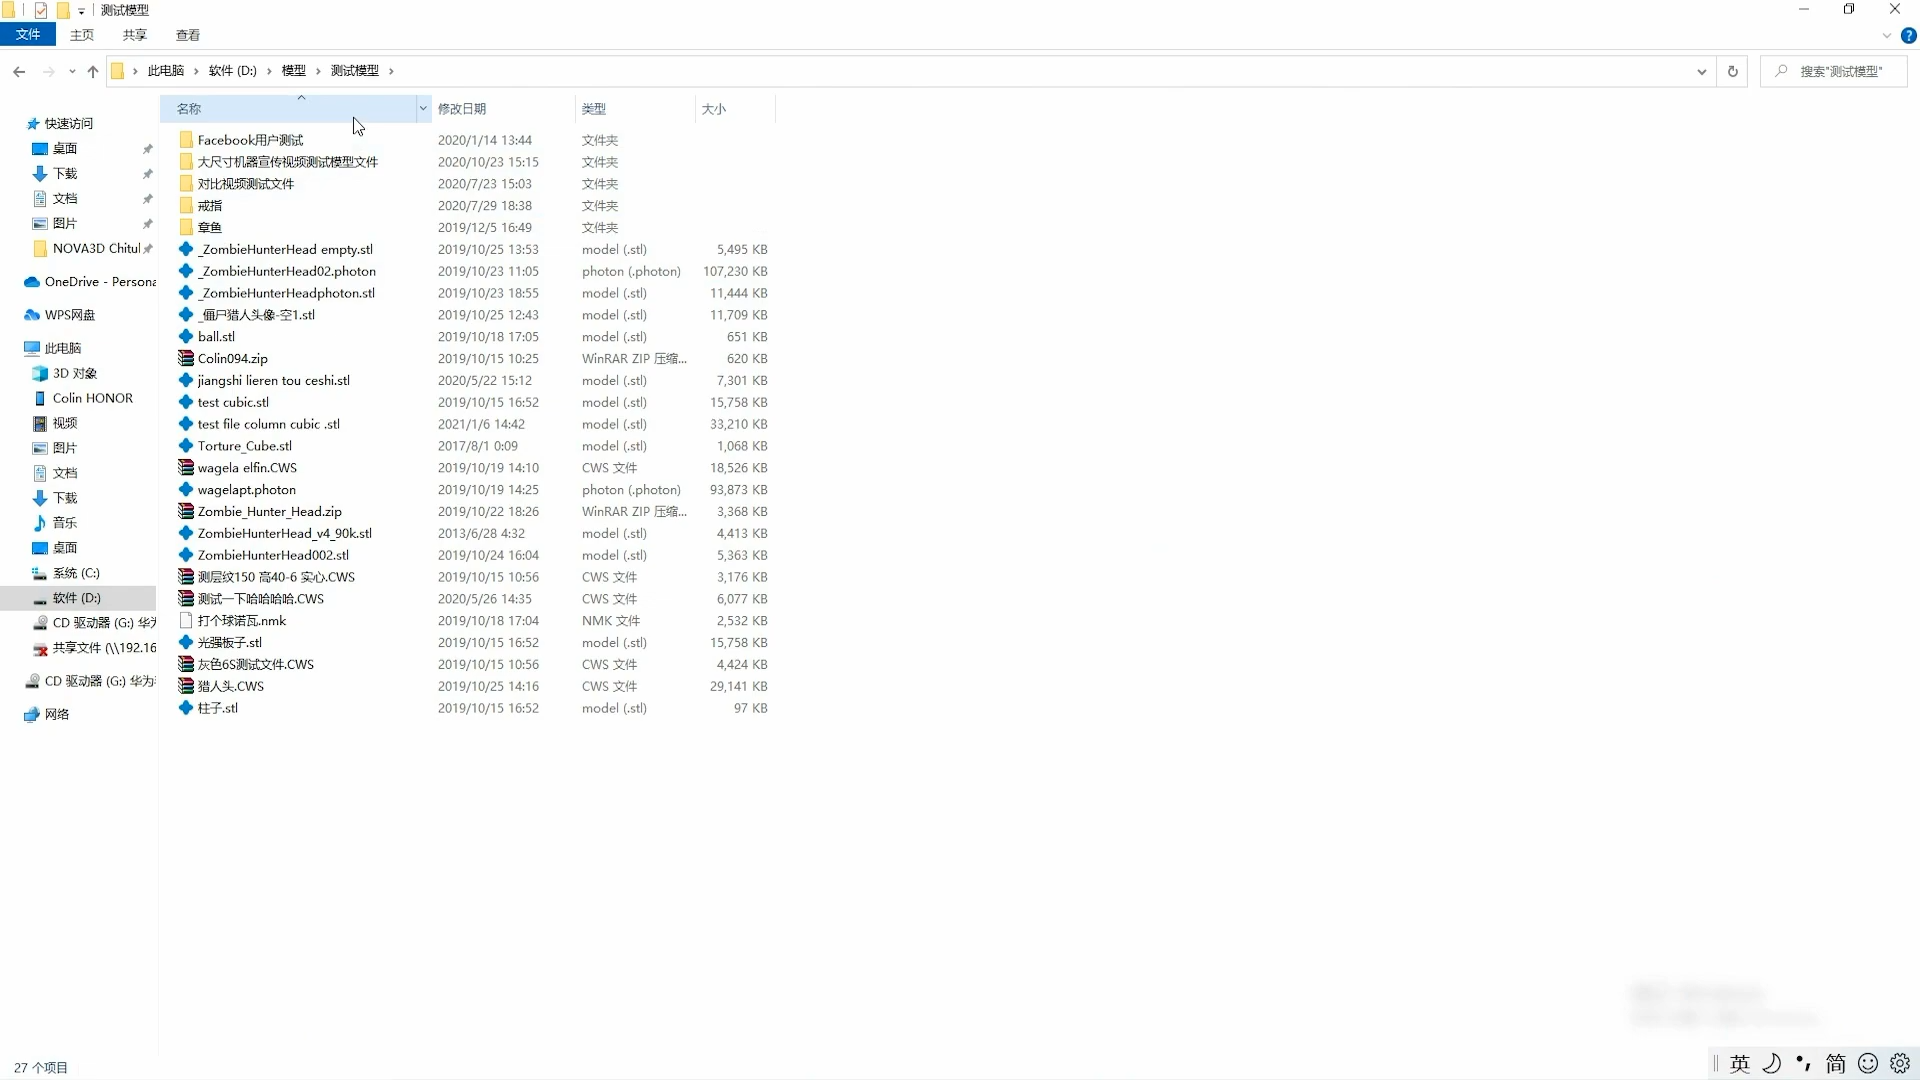 测试模型
文件 主页 共享 查看
此电脑 软件 (D:) 模型 测试模型 搜索"测试模型"
名称 修改日期 类型 大小
快速访问
桌面
下载
文档
图片
NOVA3D Chitul
OneDrive - Persona
WPS网盘
此电脑
3D 对象
Colin HONOR
视频
图片
文档
下载
音乐
桌面
系统 (C:)
软件 (D:)
CD 驱动器 (G:) 华
共享文件 (\\192.16
CD 驱动器 (G:) 华为
网络
Facebook用户测试 2020/1/14 13:44 文件夹
大尺寸机器宣传视频测试模型文件 2020/10/23 15:15 文件夹
对比视频测试文件 2020/7/23 15:03 文件夹
戒指 2020/7/29 18:38 文件夹
章鱼 2019/12/5 16:49 文件夹
_ZombieHunterHead empty.stl 2019/10/25 13:53 model (.stl) 5,495 KB
_ZombieHunterHead02.photon 2019/10/23 11:05 photon (.photon) 107,230 KB
_ZombieHunterHeadphoton.stl 2019/10/23 18:55 model (.stl) 11,444 KB
_僵尸猎人头像-空1.stl 2019/10/25 12:43 model (.stl) 11,709 KB
ball.stl 2019/10/18 17:05 model (.stl) 651 KB
Colin094.zip 2019/10/15 10:25 WinRAR ZIP 压缩... 620 KB
jiangshi lieren tou ceshi.stl 2020/5/22 15:12 model (.stl) 7,301 KB
test cubic.stl 2019/10/15 16:52 model (.stl) 15,758 KB
test file column cubic .stl 2021/1/6 14:42 model (.stl) 33,210 KB
Torture_Cube.stl 2017/8/1 0:09 model (.stl) 1,068 KB
wagela elfin.CWS 2019/10/19 14:10 CWS 文件 18,526 KB
wagelapt.photon 2019/10/19 14:25 photon (.photon) 93,873 KB
Zombie_Hunter_Head.zip 2019/10/22 18:26 WinRAR ZIP 压缩... 3,368 KB
ZombieHunterHead_v4_90k.stl 2013/6/28 4:32 model (.stl) 4,413 KB
ZombieHunterHead002.stl 2019/10/24 16:04 model (.stl) 5,363 KB
测层纹150 高40-6 实心.CWS 2019/10/15 10:56 CWS 文件 3,176 KB
测试一下哈哈哈哈.CWS 2020/5/26 14:35 CWS 文件 6,077 KB
打个球诺瓦.nmk 2019/10/18 17:04 NMK 文件 2,532 KB
光强板子.stl 2019/10/15 16:52 model (.stl) 15,758 KB
灰色6S测试文件.CWS 2019/10/15 10:56 CWS 文件 4,424 KB
猎人头.CWS 2019/10/25 14:16 CWS 文件 29,141 KB
柱子.stl 2019/10/15 16:52 model (.stl) 97 KB
27 个项目
英 简